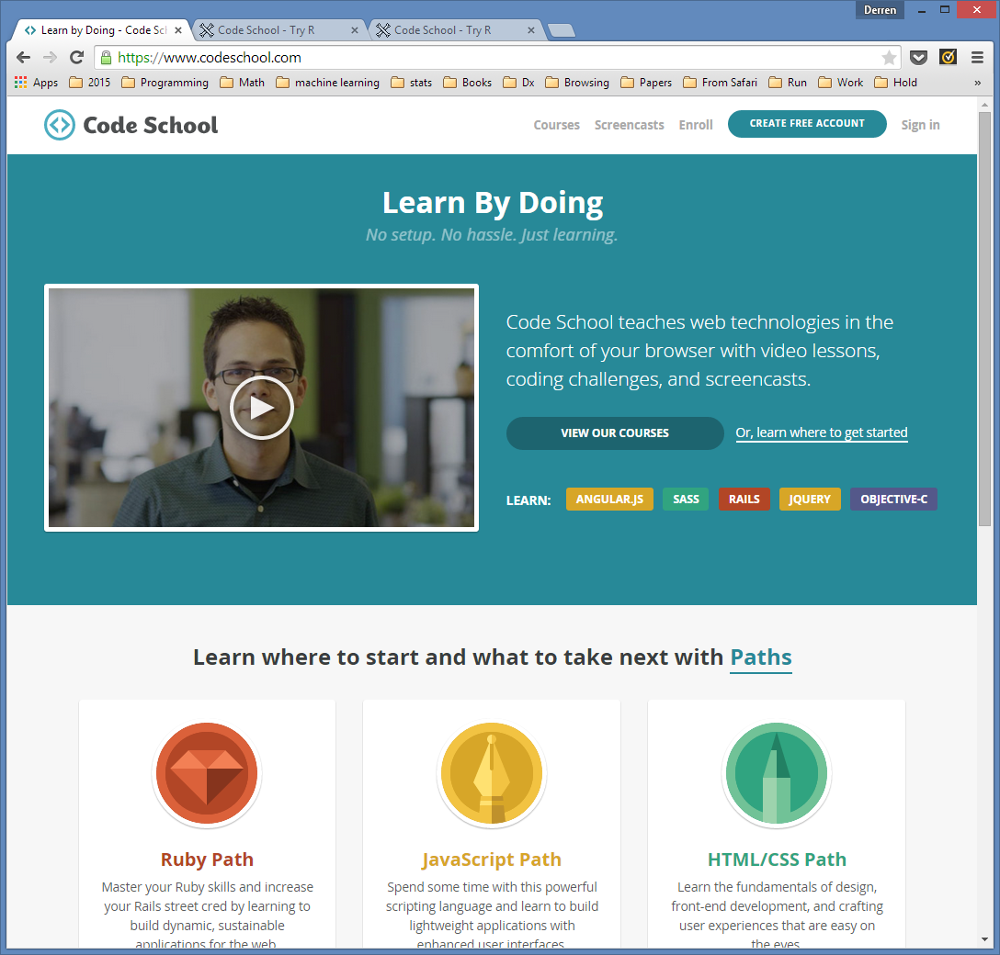 Derren
Learn by Doing - Code Scl
Code School - Try R
Code School - Try R
https://www.codeschool.com
Apps 2015 Programming Math machine learning stats Books Dx Browsing Papers From Safari Run Work Hold »
Code School
Courses Screencasts Enroll CREATE FREE ACCOUNT Sign in
Learn By Doing
No setup. No hassle. Just learning.
Code School teaches web technologies in the
comfort of your browser with video lessons,
coding challenges, and screencasts.
VIEW OUR COURSES Or, learn where to get started
LEARN: ANGULAR.JS SASS RAILS JQUERY OBJECTIVE-C
Learn where to start and what to take next with Paths
Ruby Path
Master your Ruby skills and increase
your Rails street cred by learning to
build dynamic, sustainable
applications for the web
JavaScript Path
Spend some time with this powerful
scripting language and learn to build
lightweight applications with
enhanced user interfaces
HTML/CSS Path
Learn the fundamentals of design,
front-end development, and crafting
user experiences that are easy on
the eyes